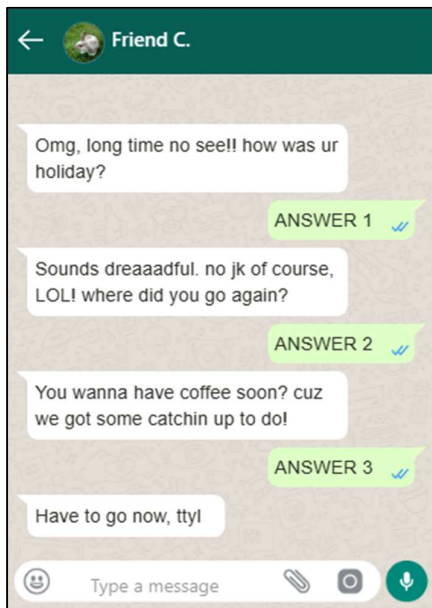 Friend C.
Omg, long time no see!! how was ur
holiday?
ANSWER 1
Sounds dreaaadful. no jk of course,
LOL! where did you go again?
ANSWER 2
You wanna have coffee soon? cuz
we got some catchin up to do!
ANSWER 3
Have to go now, ttyl
Type a message